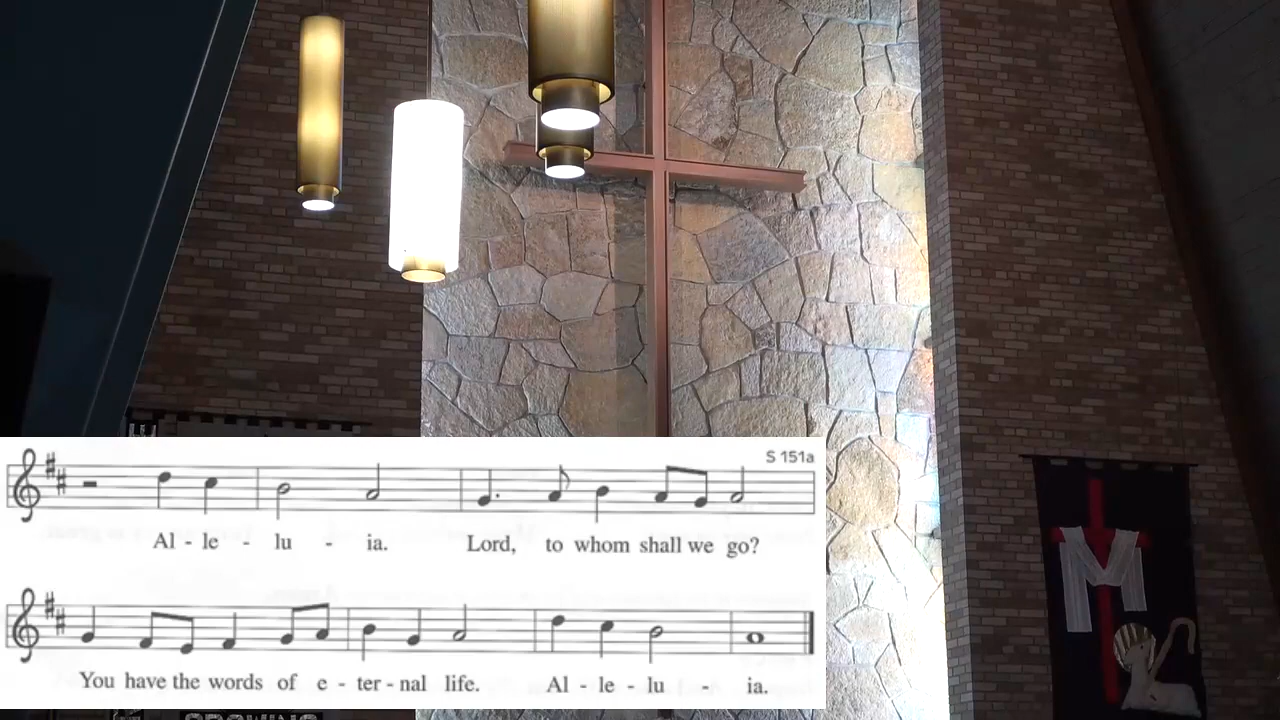 S 151a
Al - le - lu - ia. Lord, to whom shall we go?
You have the words of e - ter - nal life. Al - le - lu - ia.
GROWING